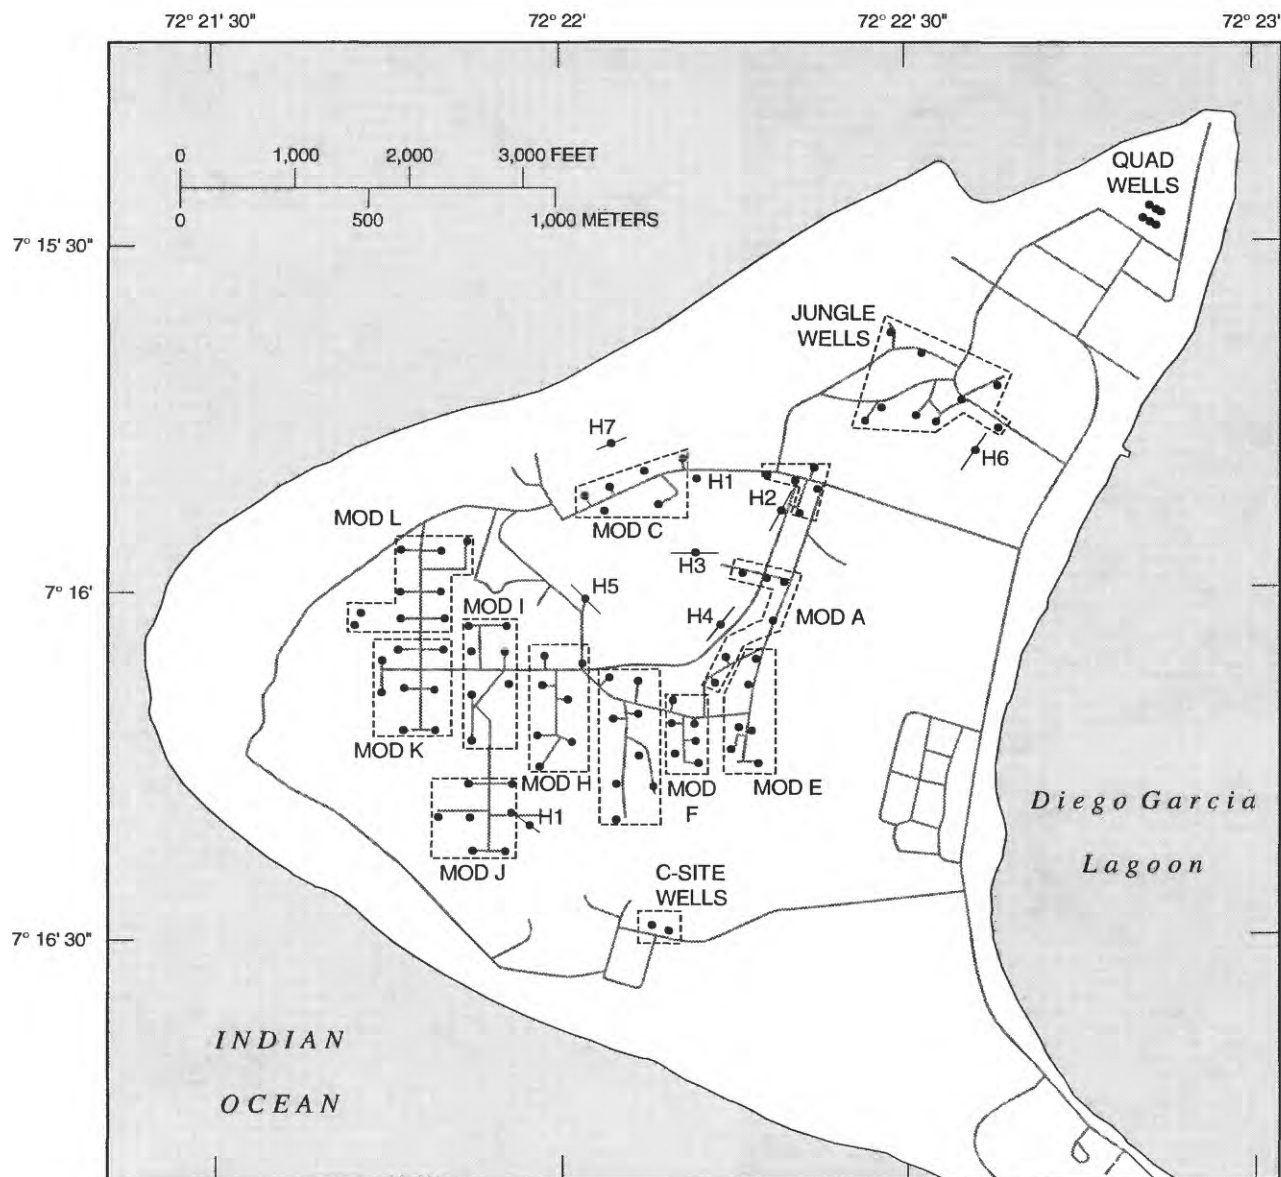 72° 21' 30" 72° 22' 72° 22' 30" 72° 23'
0 1,000 2,000 3,000 FEET
0 500 1,000 METERS
QUAD
WELLS
7° 15' 30"
JUNGLE
WELLS
H7
H6
H1
H2
MOD C
MOD L
H3
7° 16'
H5
MOD I
H4
MOD A
MOD K
MOD H
MOD
F
MOD E
Diego Garcia
Lagoon
H1
MOD J
C-SITE
WELLS
7° 16' 30"
INDIAN
OCEAN